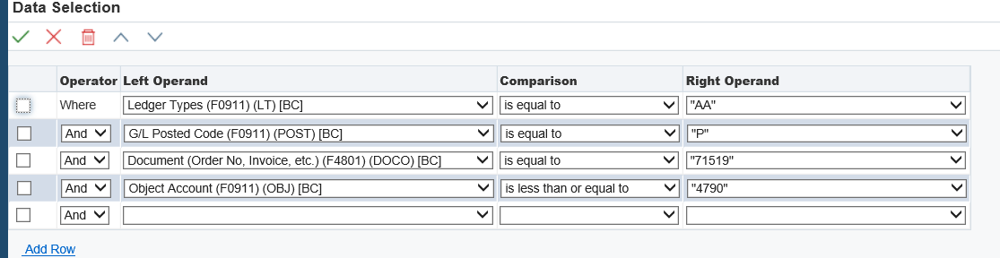 Data Selection
Operator Left Operand Comparison Right Operand
Where Ledger Types (F0911) (LT) [BC] is equal to "AA"
And G/L Posted Code (F0911) (POST) [BC] is equal to "P"
And Document (Order No, Invoice, etc.) (F4801) (DOCO) [BC] is equal to "71519"
And Object Account (F0911) (OBJ) [BC] is less than or equal to "4790"
And
Add Row